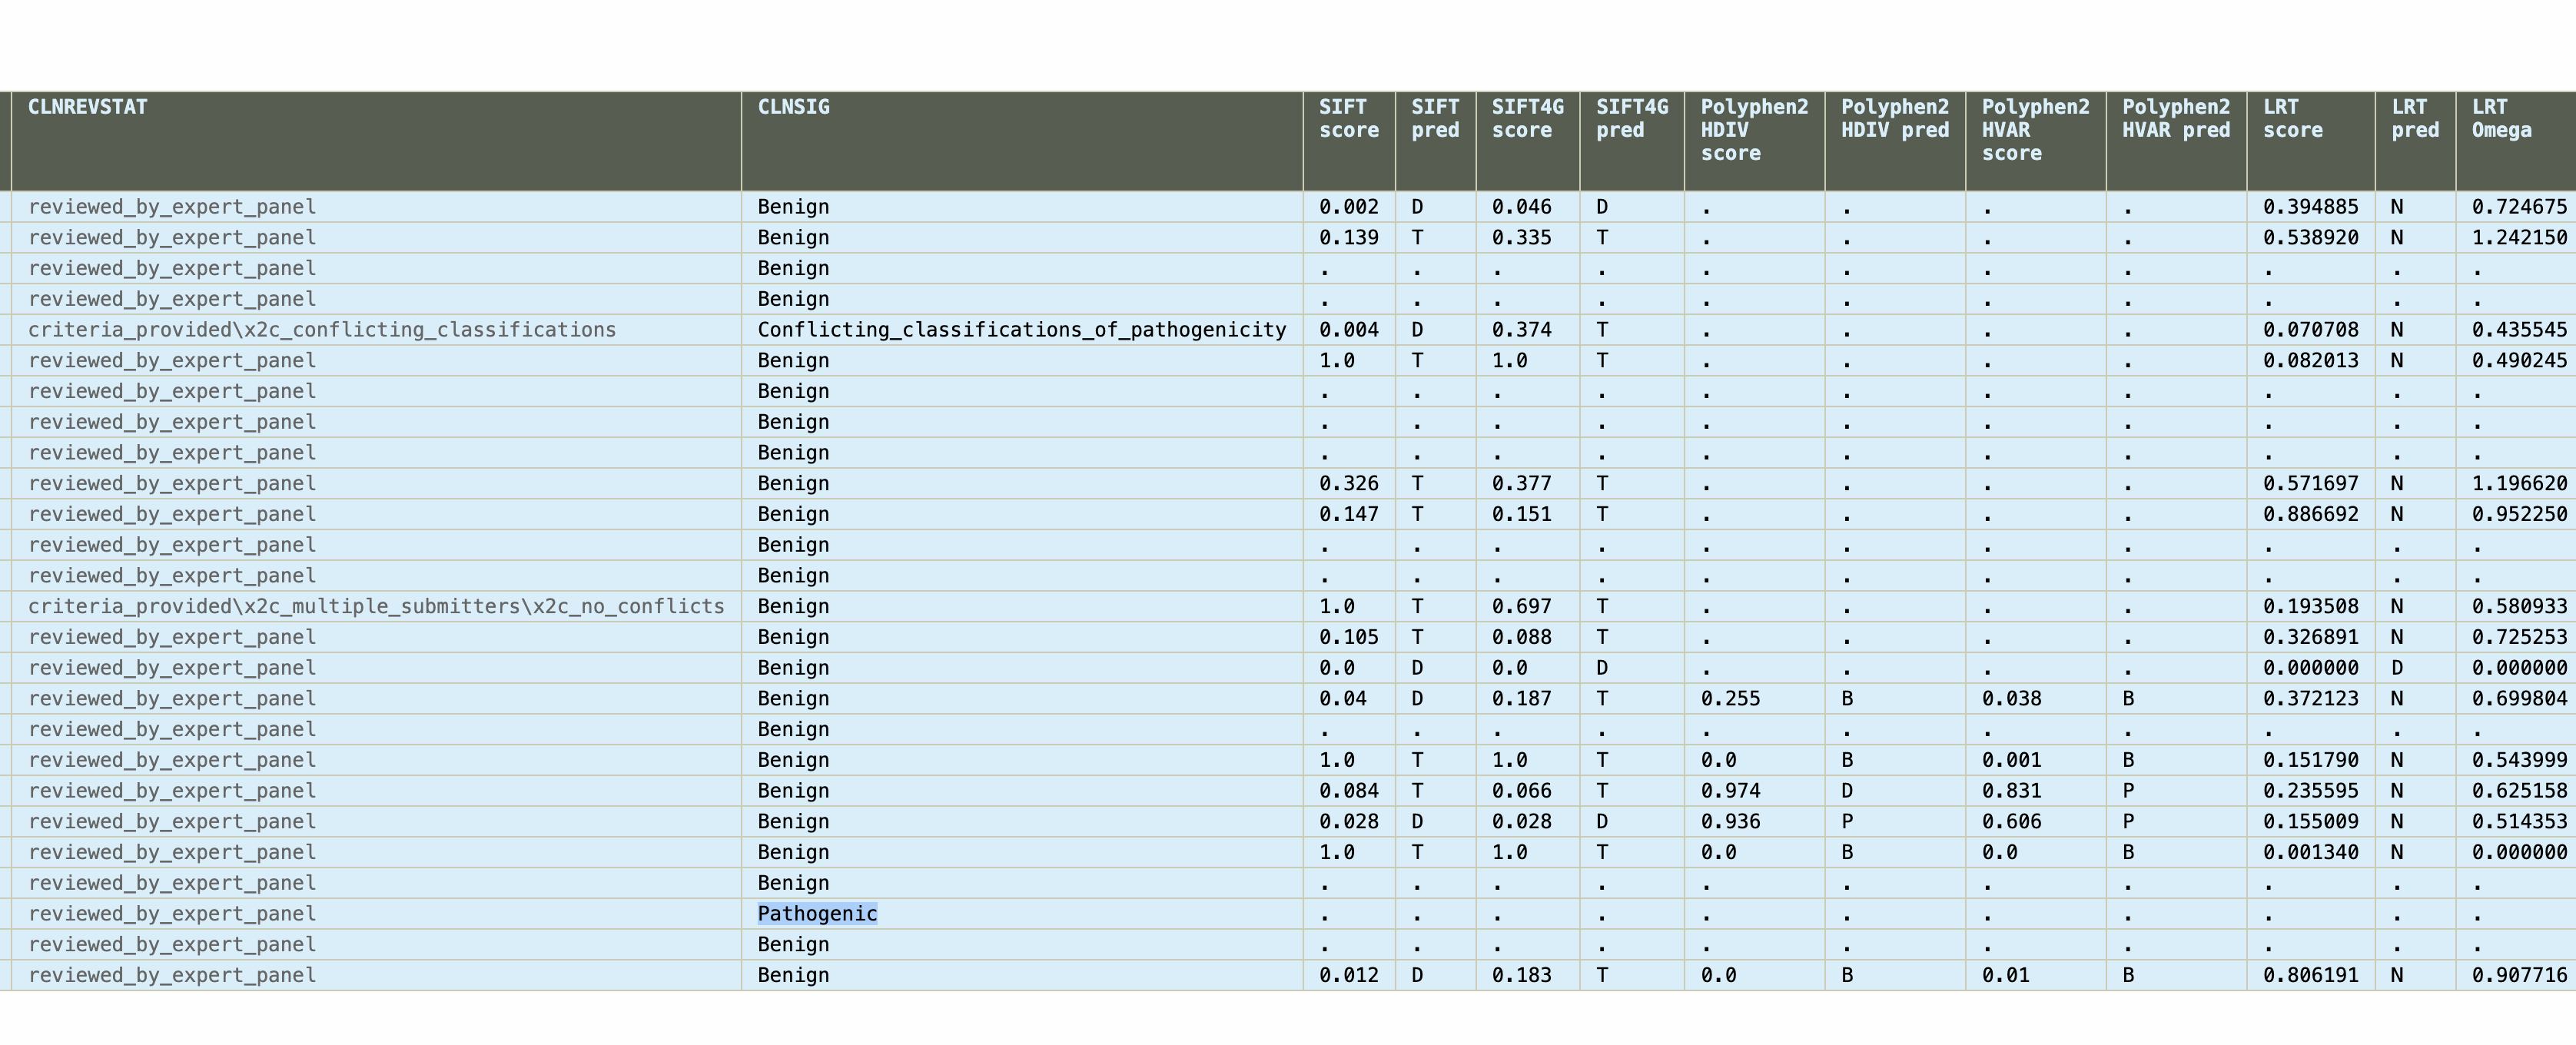 CLNREVSTAT CLNSIG SIFT score SIFT pred SIFT4G score SIFT4G pred Polyphen2 HDIV score Polyphen2 HDIV pred Polyphen2 HVAR score Polyphen2 HVAR pred LRT score LRT pred LRT Omega
reviewed_by_expert_panel Benign 0.002 D 0.046 D . . . . 0.394885 N 0.724675
reviewed_by_expert_panel Benign 0.139 T 0.335 T . . . . 0.538920 N 1.242150
reviewed_by_expert_panel Benign . . . . . . . . . . .
reviewed_by_expert_panel Benign . . . . . . . . . . .
criteria_provided\x2c_conflicting_classifications Conflicting_classifications_of_pathogenicity 0.004 D 0.374 T . . . . 0.070708 N 0.435545
reviewed_by_expert_panel Benign 1.0 T 1.0 T . . . . 0.082013 N 0.490245
reviewed_by_expert_panel Benign . . . . . . . . . . .
reviewed_by_expert_panel Benign . . . . . . . . . . .
reviewed_by_expert_panel Benign . . . . . . . . . . .
reviewed_by_expert_panel Benign 0.326 T 0.377 T . . . . 0.571697 N 1.196620
reviewed_by_expert_panel Benign 0.147 T 0.151 T . . . . 0.886692 N 0.952250
reviewed_by_expert_panel Benign . . . . . . . . . . .
reviewed_by_expert_panel Benign . . . . . . . . . . .
criteria_provided\x2c_multiple_submitters\x2c_no_conflicts Benign 1.0 T 0.697 T . . . . 0.193508 N 0.580933
reviewed_by_expert_panel Benign 0.105 T 0.088 T . . . . 0.326891 N 0.725253
reviewed_by_expert_panel Benign 0.0 D 0.0 D . . . . 0.000000 D 0.000000
reviewed_by_expert_panel Benign 0.04 D 0.187 T 0.255 B 0.038 B 0.372123 N 0.699804
reviewed_by_expert_panel Benign . . . . . . . . . . .
reviewed_by_expert_panel Benign 1.0 T 1.0 T 0.0 B 0.001 B 0.151790 N 0.543999
reviewed_by_expert_panel Benign 0.084 T 0.066 T 0.974 D 0.831 P 0.235595 N 0.625158
reviewed_by_expert_panel Benign 0.028 D 0.028 D 0.936 P 0.606 P 0.155009 N 0.514353
reviewed_by_expert_panel Benign 1.0 T 1.0 T 0.0 B 0.0 B 0.001340 N 0.000000
reviewed_by_expert_panel Benign . . . . . . . . . . .
reviewed_by_expert_panel Pathogenic . . . . . . . . . . .
reviewed_by_expert_panel Benign . . . . . . . . . . .
reviewed_by_expert_panel Benign 0.012 D 0.183 T 0.0 B 0.01 B 0.806191 N 0.907716